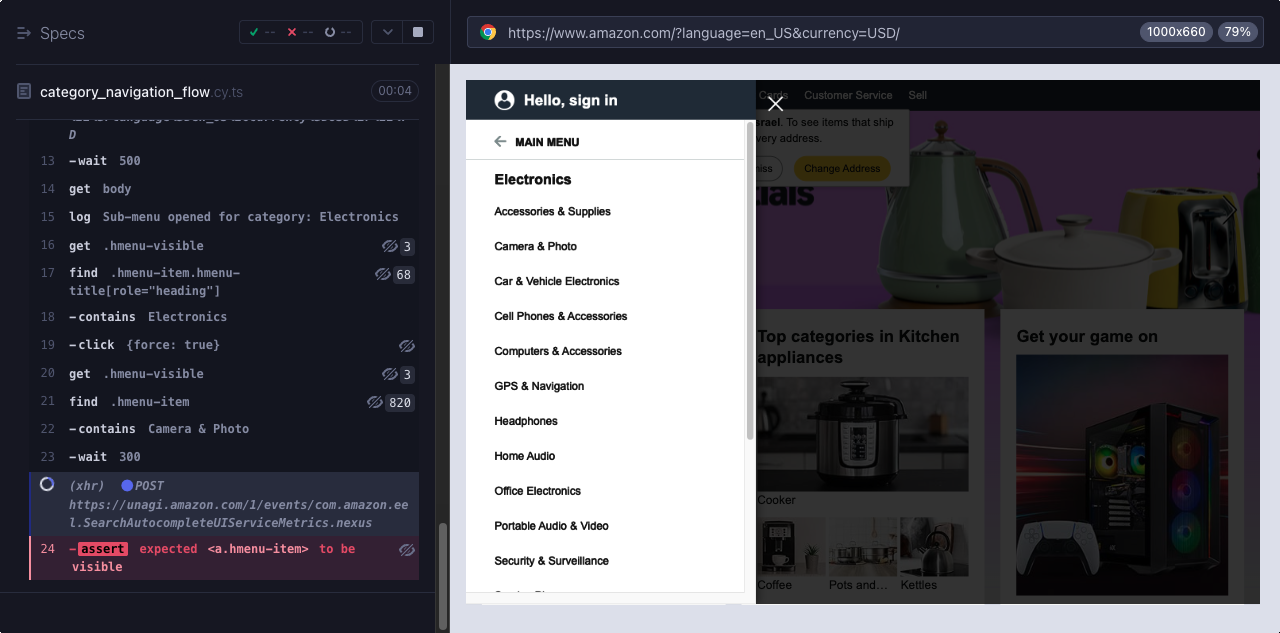 Specs
--
--
--
https://www.amazon.com/?language=en_US&currency=USD/
1000x660
79%
category_navigation_flow.cy.ts
00:04
D
13 -wait 500
14 get body
15 log Sub-menu opened for category: Electronics
16 get .hmenu-visible 3
17 find .hmenu-item.hmenu-
title[role="heading"] 68
18 -contains Electronics
19 -click {force: true}
20 get .hmenu-visible 3
21 find .hmenu-item 820
22 -contains Camera & Photo
23 -wait 300
(xhr) POST
https://unagi.amazon.com/1/events/com.amazon.ee
l.SearchAutocompleteUIServiceMetrics.nexus
24 -assert expected <a.hmenu-item> to be
visible
Hello, sign in
MAIN MENU
Electronics
Accessories & Supplies
Camera & Photo
Car & Vehicle Electronics
Cell Phones & Accessories
Computers & Accessories
GPS & Navigation
Headphones
Home Audio
Office Electronics
Portable Audio & Video
Security & Surveillance
Cards Customer Service Sell
srael. To see items that ship
very address.
miss
Change Address
tials
Top categories in Kitchen
appliances
Cooker
Coffee
Pots and...
Kettles
Get your game on